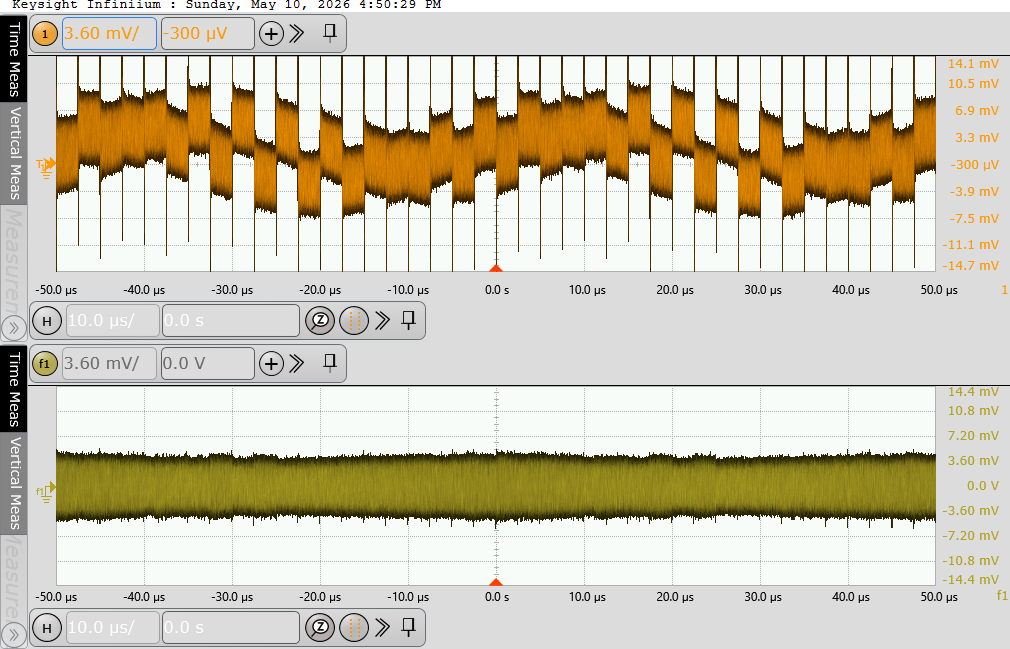 Keysight Infiniium : Sunday, May 10, 2026 4:50:29 PM
Time Meas
Vertical Meas
Measurem
1
3.60 mV/
-300 µV
14.1 mV
10.5 mV
6.9 mV
3.3 mV
-300 µV
-3.9 mV
-7.5 mV
-11.1 mV
-14.7 mV
-50.0 µs
-40.0 µs
-30.0 µs
-20.0 µs
-10.0 µs
0.0 s
10.0 µs
20.0 µs
30.0 µs
40.0 µs
50.0 µs
1
H
10.0 µs/
0.0 s
Z
Time Meas
Vertical Meas
Measurem
f1
3.60 mV/
0.0 V
14.4 mV
10.8 mV
7.20 mV
3.60 mV
0.0 V
-3.60 mV
-7.20 mV
-10.8 mV
-14.4 mV
f1
-50.0 µs
-40.0 µs
-30.0 µs
-20.0 µs
-10.0 µs
0.0 s
10.0 µs
20.0 µs
30.0 µs
40.0 µs
50.0 µs
f1
H
10.0 µs/
0.0 s
Z